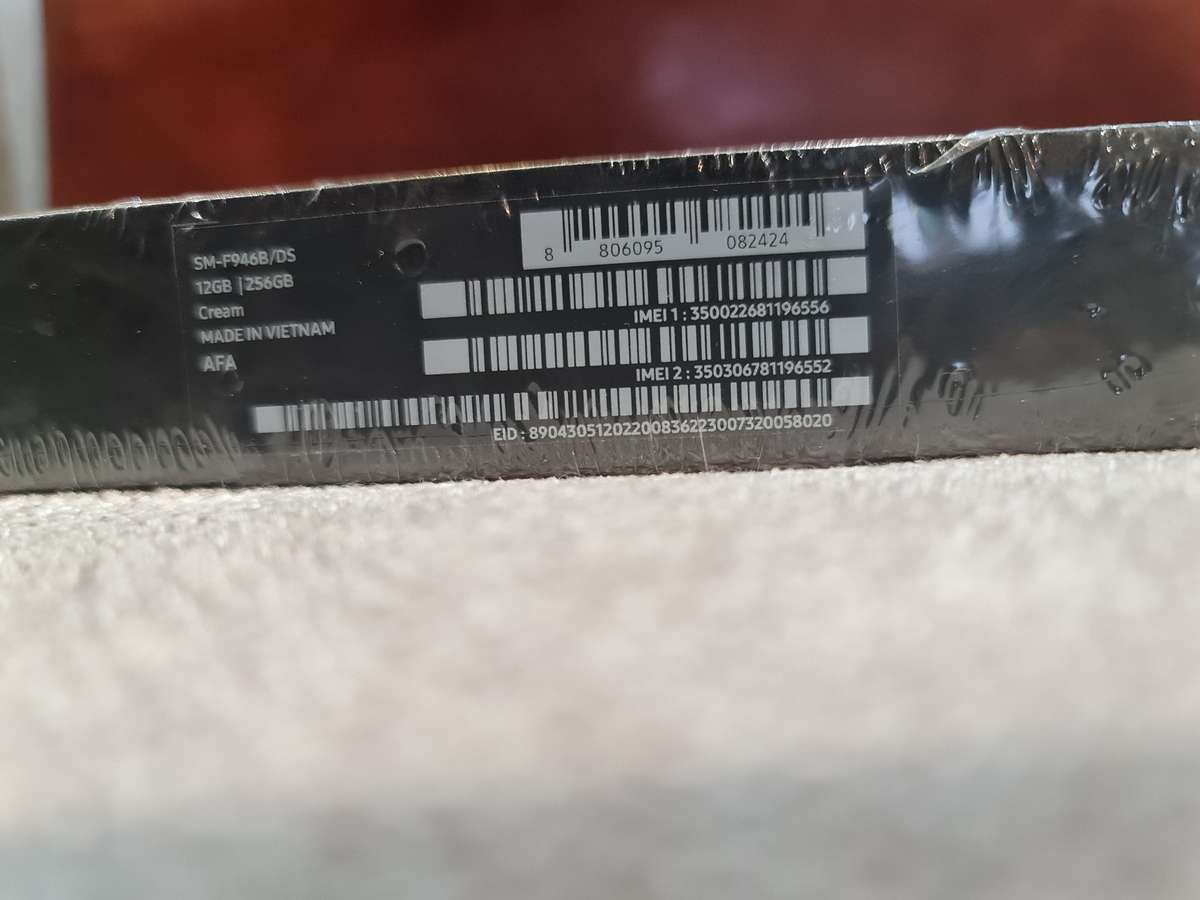 SM-F946B/DS
12GB | 256GB
Cream
MADE IN VIETNAM
AFA
8 806095 082424
IMEI 1 : 350022681196556
IMEI 2 : 350306781196552
EID : 89043051202200836223007320058020